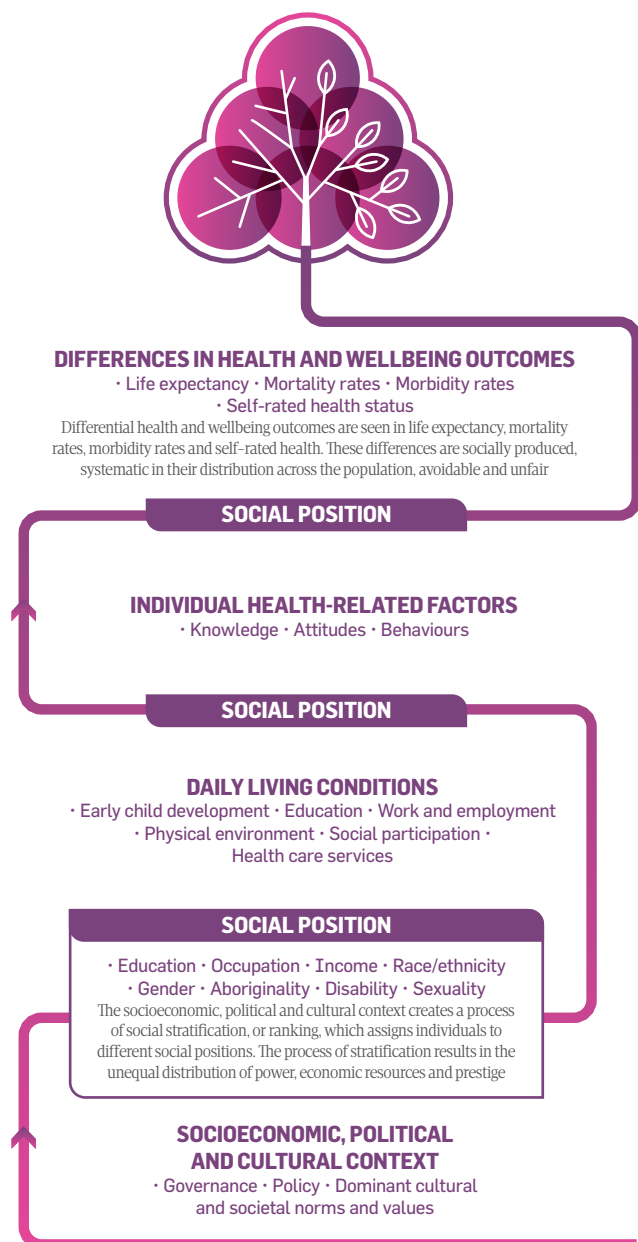 DIFFERENCES IN HEALTH AND WELLBEING OUTCOMES
· Life expectancy · Mortality rates · Morbidity rates
· Self-rated health status
Differential health and wellbeing outcomes are seen in life expectancy, mortality
rates, morbidity rates and self-rated health. These differences are socially produced,
systematic in their distribution across the population, avoidable and unfair
SOCIAL POSITION
INDIVIDUAL HEALTH-RELATED FACTORS
· Knowledge · Attitudes · Behaviours
SOCIAL POSITION
DAILY LIVING CONDITIONS
· Early child development · Education · Work and employment
· Physical environment · Social participation ·
Health care services
SOCIAL POSITION
· Education · Occupation · Income · Race/ethnicity
· Gender · Aboriginality · Disability · Sexuality
The socioeconomic, political and cultural context creates a process
of social stratification, or ranking, which assigns individuals to
different social positions. The process of stratification results in the
unequal distribution of power, economic resources and prestige
SOCIOECONOMIC, POLITICAL
AND CULTURAL CONTEXT
· Governance · Policy · Dominant cultural
and societal norms and values